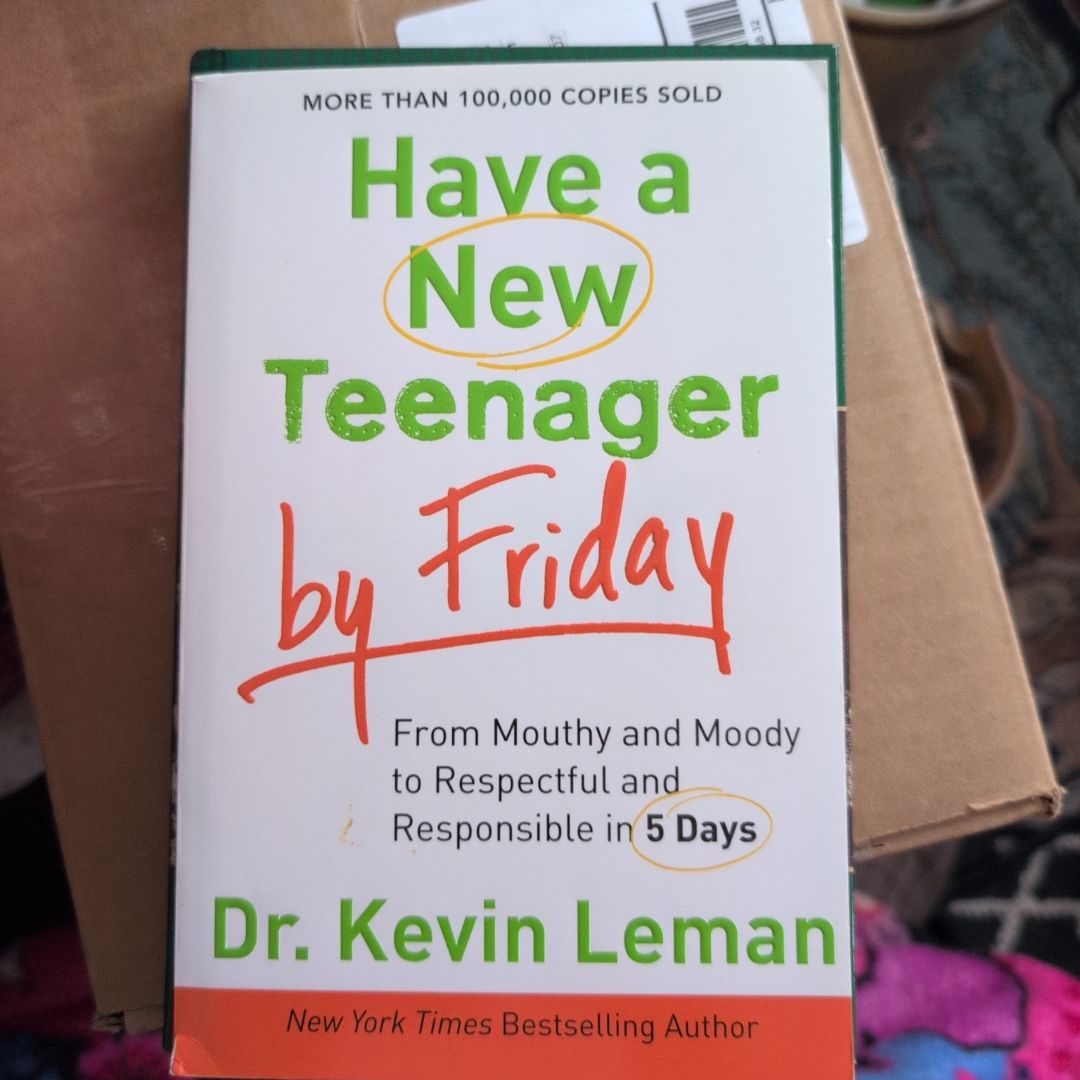 MORE THAN 100,000 COPIES SOLD
Have a
New
Teenager
by Friday
From Mouthy and Moody
to Respectful and
Responsible in 5 Days
Dr. Kevin Leman
New York Times Bestselling Author